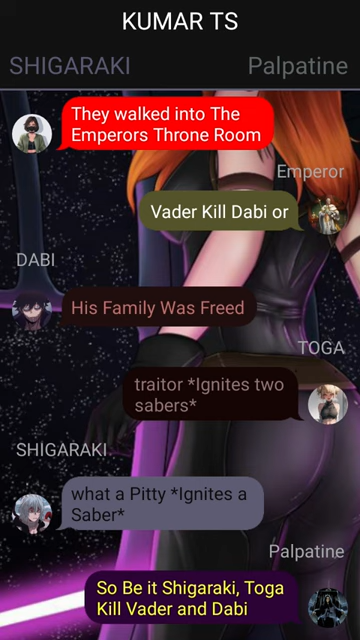 KUMAR TS
SHIGARAKI
Palpatine
They walked into The
Emperors Throne Room
Emperor
Vader Kill Dabi or
DABI
His Family Was Freed
TOGA
traitor *Ignites two
sabers*
SHIGARAKI
what a Pitty *Ignites a
Saber*
Palpatine
So Be it Shigaraki, Toga
Kill Vader and Dabi